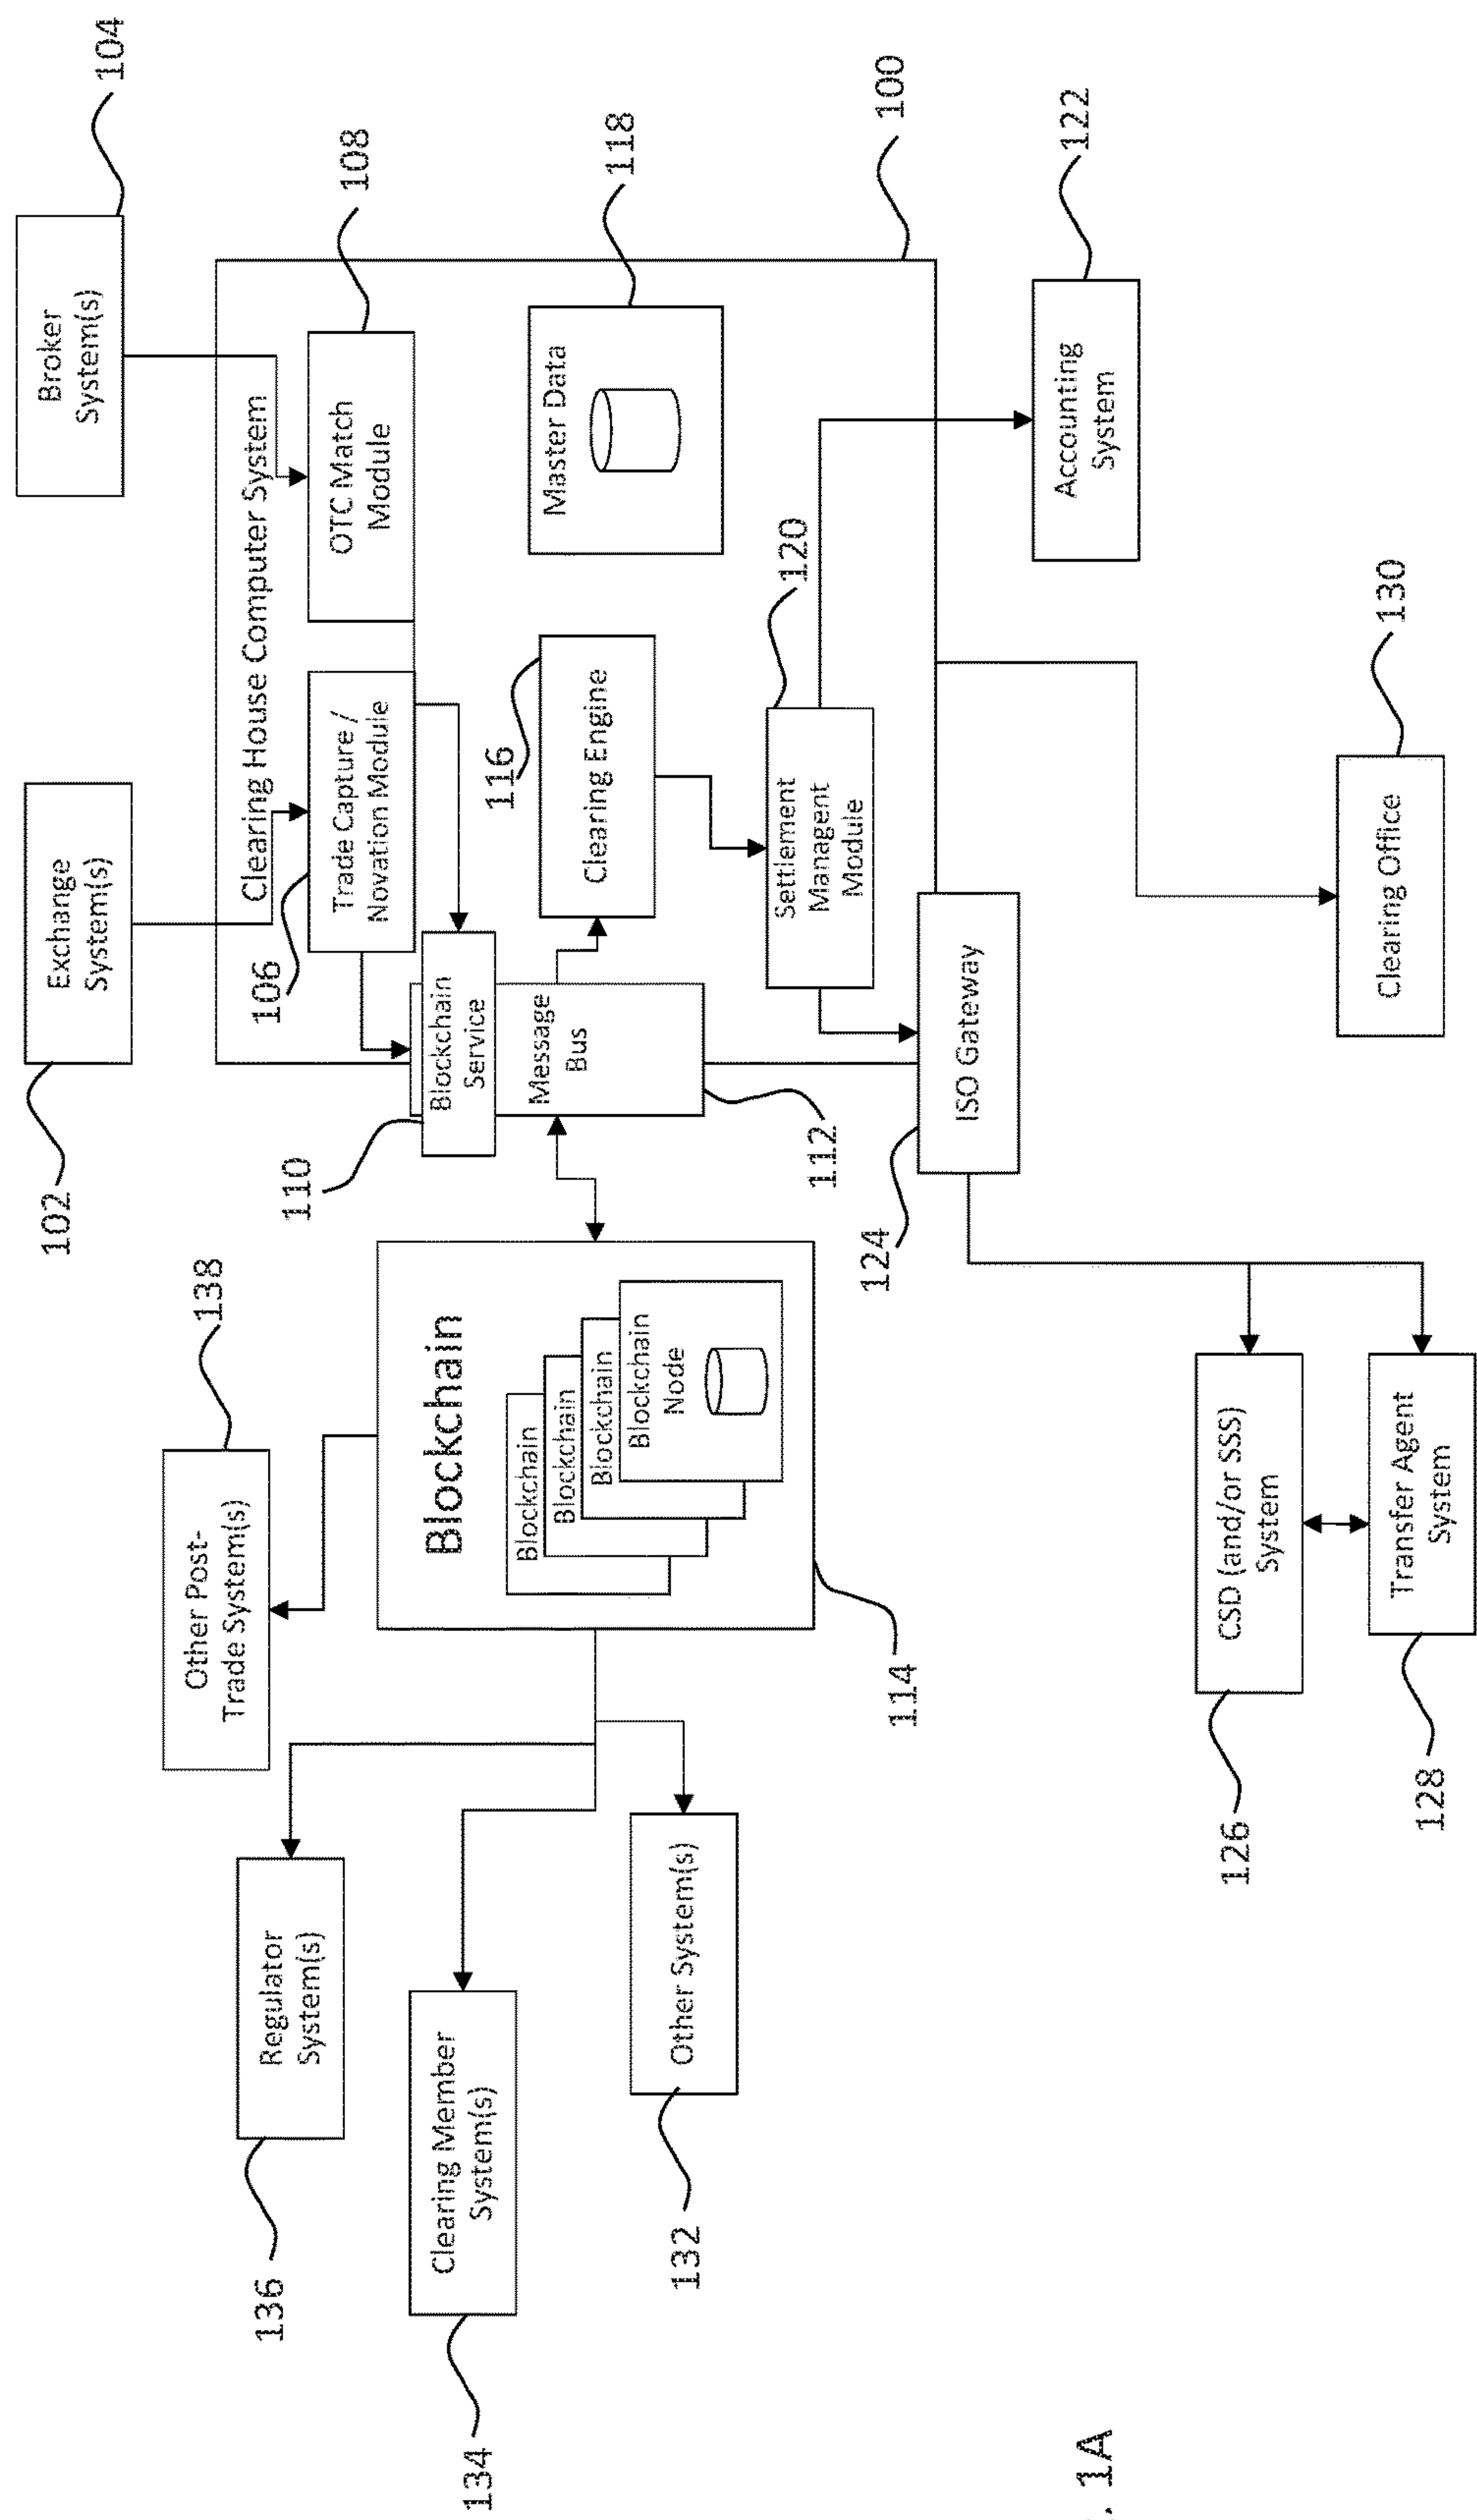 Exchange
System(s)
102
Broker
System(s)
104
Clearing House Computer System
100
106
Trade Capture /
Novation Module
OTC Match
Module
108
Blockchain
Service
110
Message
Bus
112
116
Clearing Engine
Master Data
118
Settlement
Managent
Module
120
ISO Gateway
124
Accounting
System
122
Clearing Office
130
138
Other Post-
Trade System(s)
Blockchain
Blockchain
Blockchain
Blockchain
Blockchain
Node
114
Regulator
System(s)
136
Clearing Member
System(s)
134
Other System(s)
132
CSD (and/or SSS)
System
126
Transfer Agent
System
128
. 1A